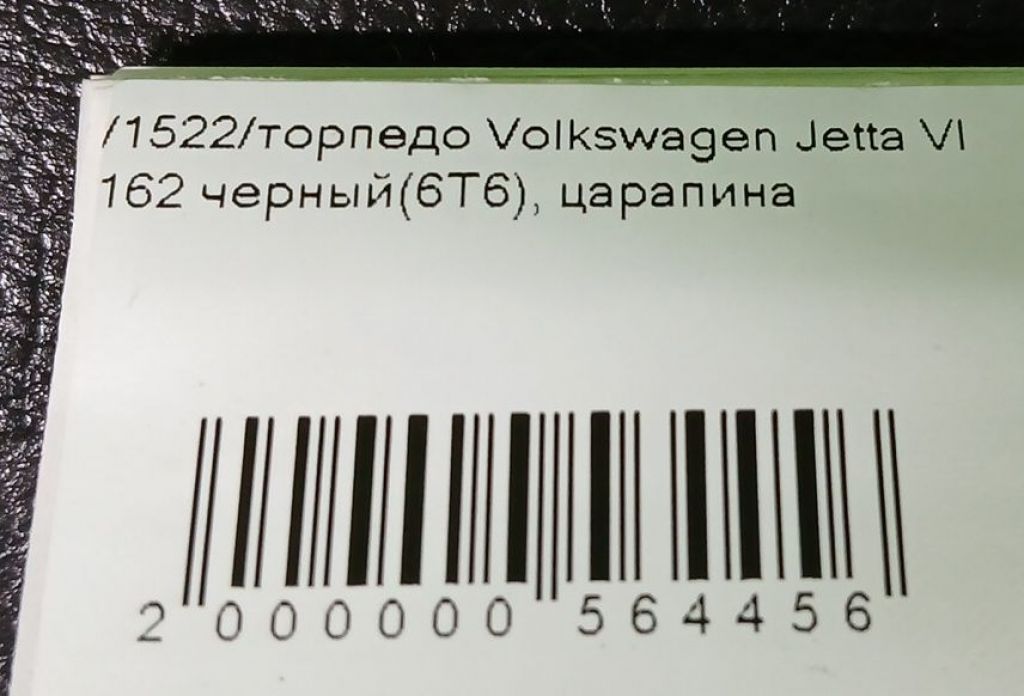 /1522/торпедо Volkswagen Jetta VI
162 черный(6T6), царапина
2 000000 564456